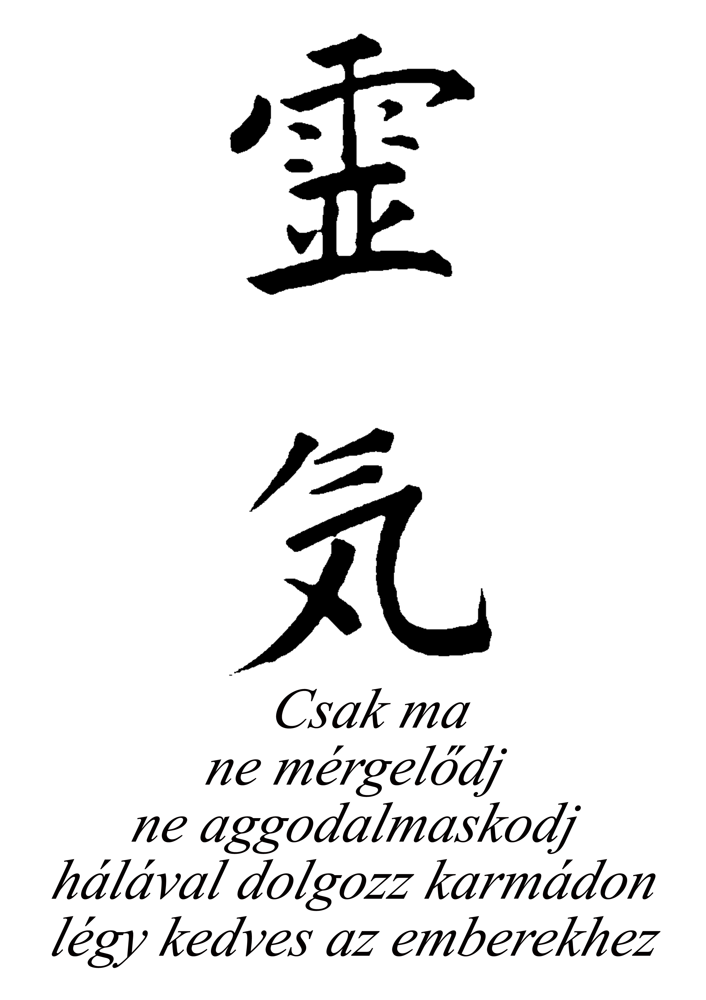 霊
気
Csak ma
ne mérgelődj
ne aggodalmaskodj
hálával dolgozz karmádon
légy kedves az emberekhez